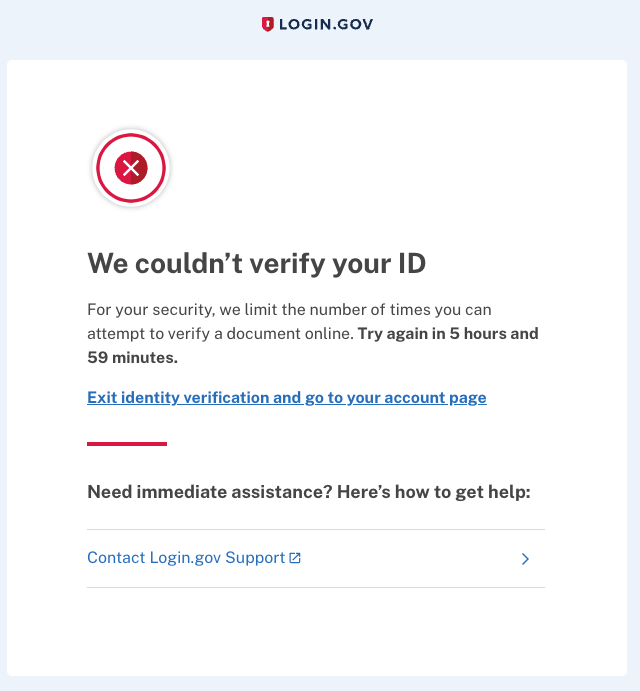 LOGIN.GOV
We couldn’t verify your ID
For your security, we limit the number of times you can
attempt to verify a document online. Try again in 5 hours and
59 minutes.
Exit identity verification and go to your account page
Need immediate assistance? Here’s how to get help:
Contact Login.gov Support